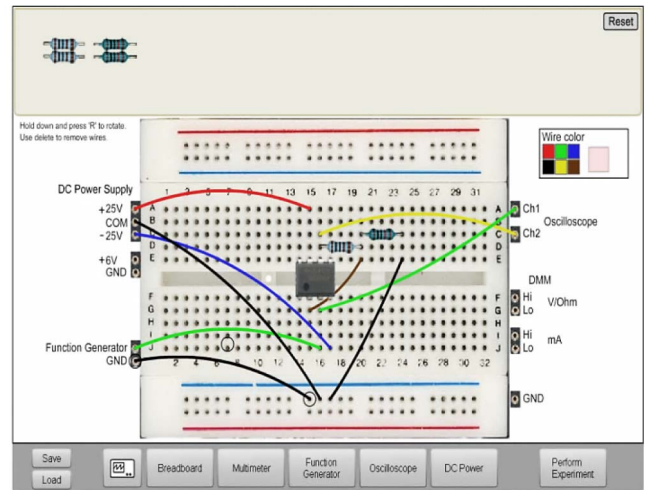 Reset
Hold down and press 'R' to rotate.
Use delete to remove wires.
Wire color
DC Power Supply
+25V
COM
-25V
+6V
GND
Function Generator
GND
1 3 5 7 9 11 13 15 17 19 21 23 25 27 29 31
A
B
C
D
E
F
G
H
I
J
A
B
C
D
E
F
G
H
I
J
2 4 6 8 10 12 14 16 18 20 22 24 26 28 30 32
Ch1
Oscilloscope
Ch2
DMM
Hi
V/Ohm
Lo
Hi
mA
Lo
GND
Save
Load
Breadboard
Multimeter
Function
Generator
Oscilloscope
DC Power
Perform
Experiment